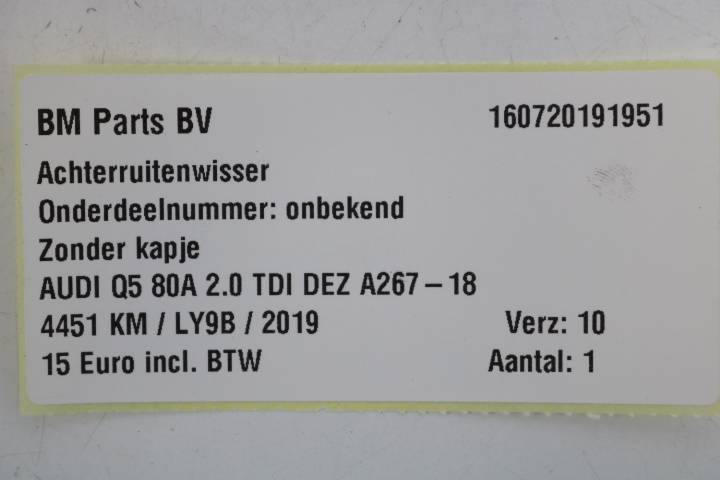 BM Parts BV 160720191951
Achterruitenwisser
Onderdeelnummer: onbekend
Zonder kapje
AUDI Q5 80A 2.0 TDI DEZ A267 – 18
4451 KM / LY9B / 2019 Verz: 10
15 Euro incl. BTW Aantal: 1